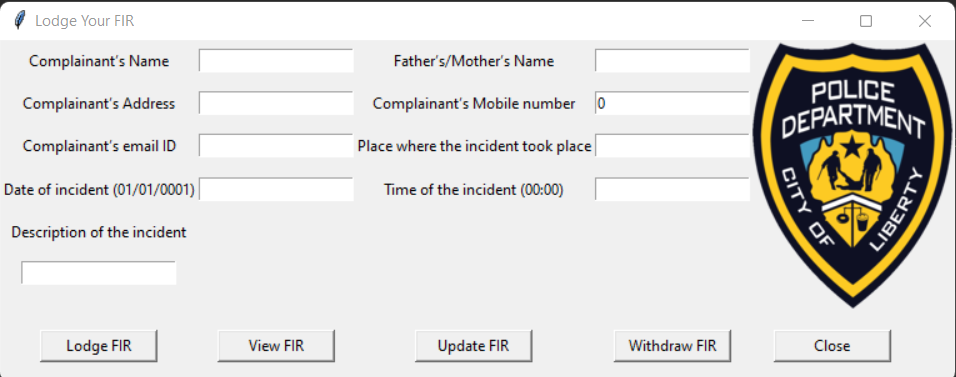 Lodge Your FIR
Complainant's Name
Father's/Mother's Name
Complainant's Address
Complainant's Mobile number
0
Complainant's email ID
Place where the incident took place
Date of incident (01/01/0001)
Time of the incident (00:00)
Description of the incident
POLICE
DEPARTMENT
CITY OF
LIBERTY
Lodge FIR
View FIR
Update FIR
Withdraw FIR
Close